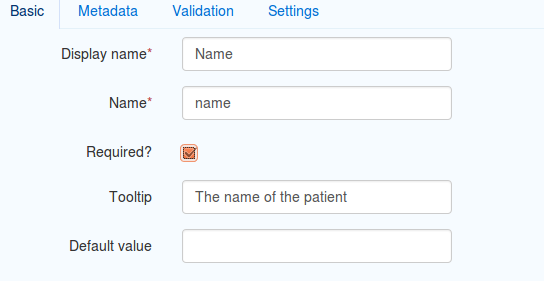 Basic Metadata Validation Settings
Display name* Name
Name* name
Required?
Tooltip The name of the patient
Default value